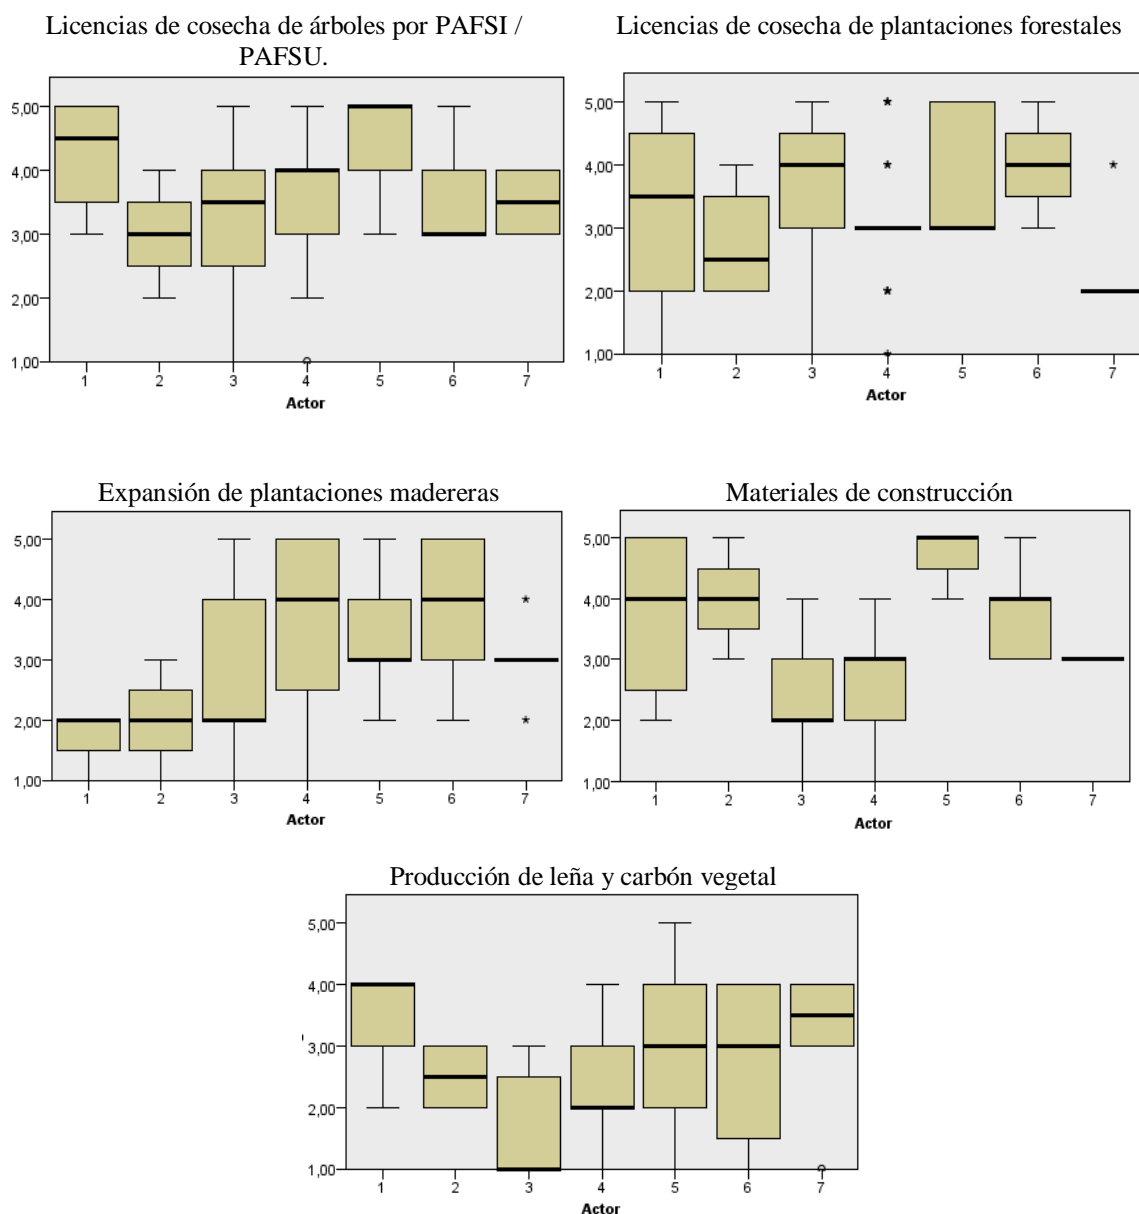 Licencias de cosecha de árboles por PAFSI /
PAFSU.
5,00
4,00
3,00
2,00
1,00
1 2 3 4 5 6 7
Actor
Licencias de cosecha de plantaciones forestales
5,00
4,00
3,00
2,00
1,00
1 2 3 4 5 6 7
Actor
Expansión de plantaciones madereras
5,00
4,00
3,00
2,00
1,00
1 2 3 4 5 6 7
Actor
Materiales de construcción
5,00
4,00
3,00
2,00
1,00
1 2 3 4 5 6 7
Actor
Producción de leña y carbón vegetal
5,00
4,00
3,00
2,00
1,00
1 2 3 4 5 6 7
Actor